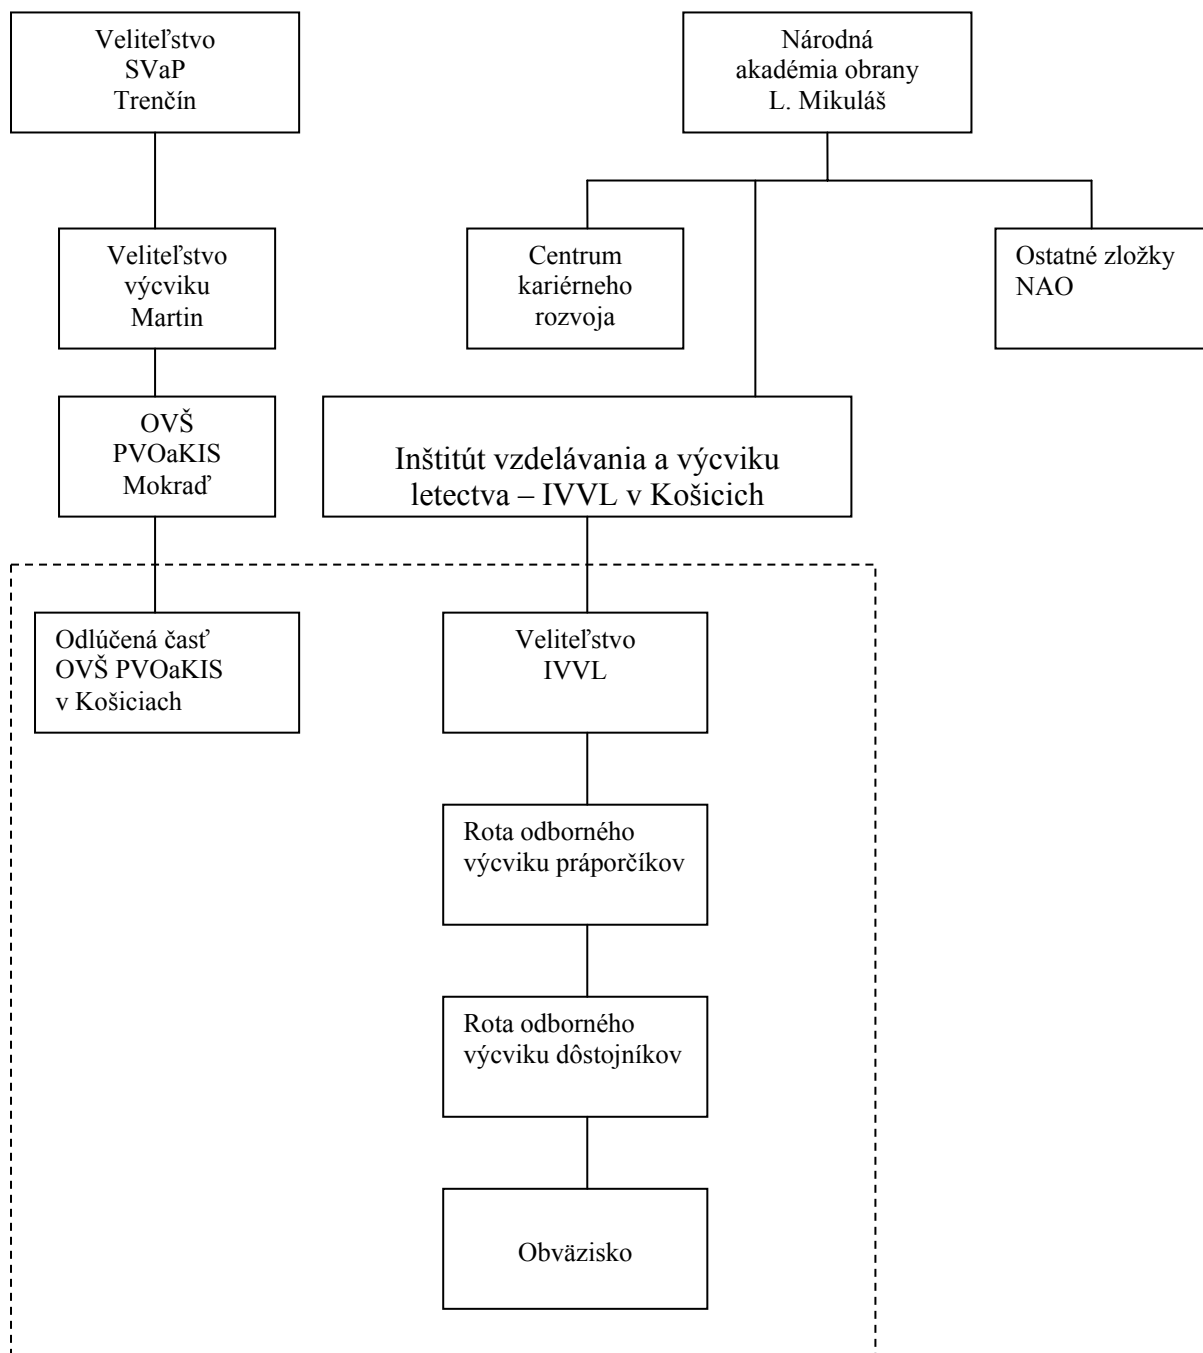 Veliteľstvo
SVaP
Trenčín
Národná
akadémia obrany
L. Mikuláš
Veliteľstvo
výcviku
Martin
Centrum
kariérneho
rozvoja
Ostatné zložky
NAO
OVŠ
PVOaKIS
Mokraď
Inštitút vzdelávania a výcviku
letectva – IVVL v Košicich
Odlúčená časť
OVŠ PVOaKIS
v Košiciach
Veliteľstvo
IVVL
Rota odborného
výcviku práporčíkov
Rota odborného
výcviku dôstojníkov
Obväzisko